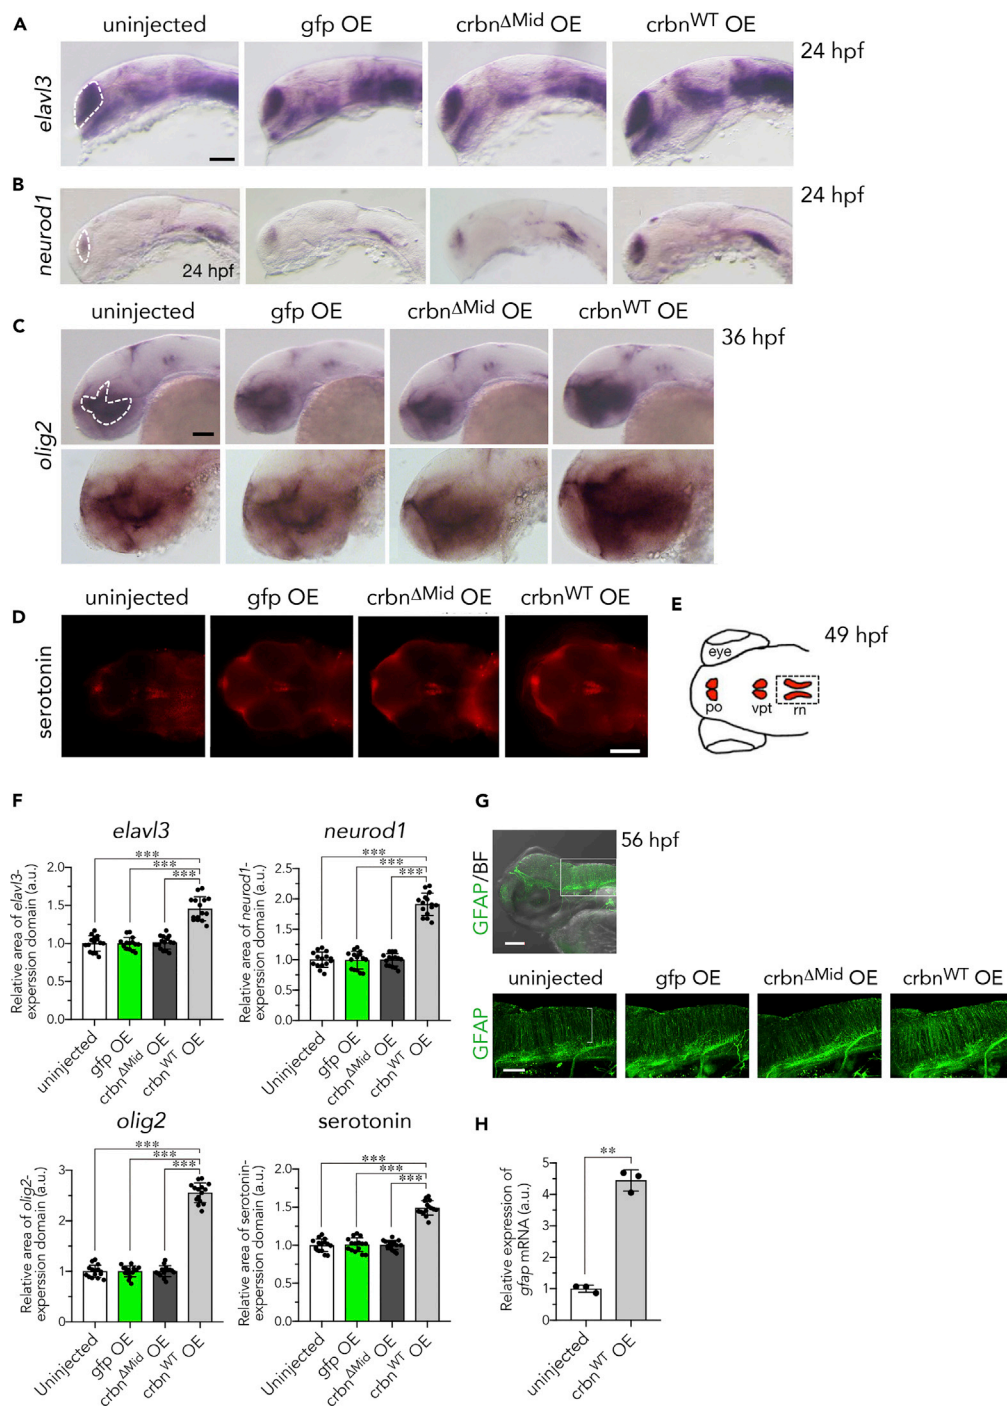 A
uninjected
gfp OE
crbnΔMid OE
crbnWT OE
elavl3
24 hpf
B
neurod1
24 hpf
24 hpf
C
uninjected
gfp OE
crbnΔMid OE
crbnWT OE
36 hpf
olig2
D
uninjected
gfp OE
crbnΔMid OE
crbnWT OE
serotonin
E
49 hpf
eye
po
vpt
rn
F
elavl3
Relative area of elavl3-
experssion domain (a.u.)
2.0
1.5
1.0
0.5
0
***
***
***
uninjected
gfp OE
crbnΔMid OE
crbnWT OE
neurod1
Relative area of neurod1-
experssion domain (a.u.)
2.5
2.0
1.5
1.0
0.5
0
***
***
***
Uninjected
gfp OE
crbnΔMid OE
crbnWT OE
G
56 hpf
GFAP/BF
uninjected
gfp OE
crbnΔMid OE
crbnWT OE
GFAP
olig2
Relative area of olig2-
experssion domain (a.u.)
3
2
1
0
***
***
***
Uninjected
gfp OE
crbnΔMid OE
crbnWT OE
serotonin
Relative area of serotonin-
experssion domain (a.u.)
2.0
1.5
1.0
0.5
0
***
***
***
Uninjected
gfp OE
crbnΔMid OE
crbnWT OE
H
Relative expression of
gfap mRNA (a.u.)
5
4
3
2
1
0
**
uninjected
crbnWT OE